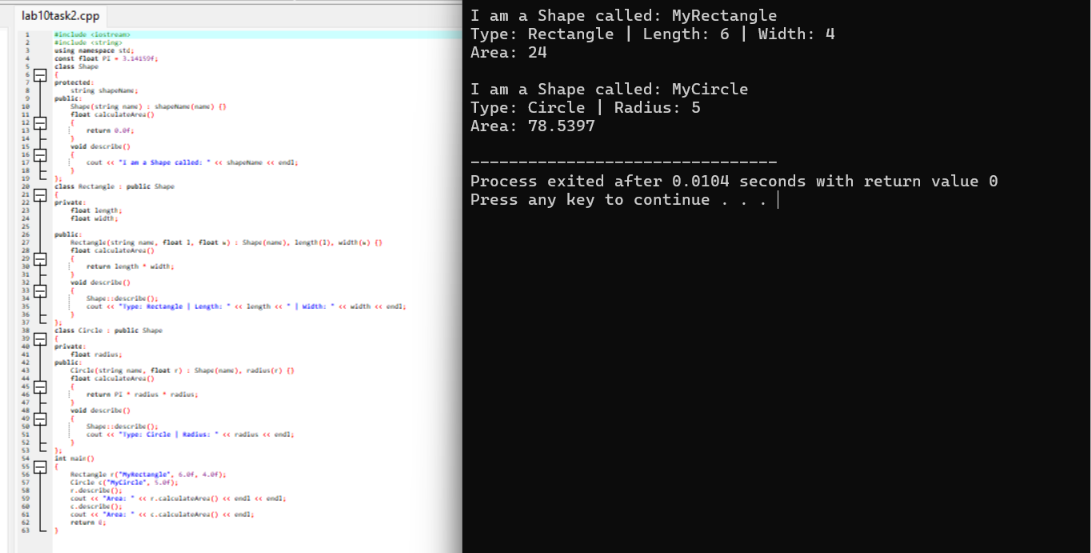 lab10task2.cpp
1 #include <iostream>
2 #include <string>
3 using namespace std;
4 const float PI = 3.14159f;
5 class Shape
6 {
7 protected:
8 string shapeName;
9 public:
10 Shape(string name) : shapeName(name) {}
11 float calculateArea()
12 {
13 return 0.0f;
14 }
15 void describe()
16 {
17 cout << "I am a Shape called: " << shapeName << endl;
18 }
19 };
20 class Rectangle : public Shape
21 {
22 private:
23 float length;
24 float width;
25
26 public:
27 Rectangle(string name, float l, float w) : Shape(name), length(l), width(w) {}
28 float calculateArea()
29 {
30 return length * width;
31 }
32 void describe()
33 {
34 Shape::describe();
35 cout << "Type: Rectangle | Length: " << length << " | Width: " << width << endl;
36 }
37 };
38 class Circle : public Shape
39 {
40 private:
41 float radius;
42 public:
43 Circle(string name, float r) : Shape(name), radius(r) {}
44 float calculateArea()
45 {
46 return PI * radius * radius;
47 }
48 void describe()
49 {
50 Shape::describe();
51 cout << "Type: Circle | Radius: " << radius << endl;
52 }
53 };
54 int main()
55 {
56 Rectangle r("MyRectangle", 6.0f, 4.0f);
57 Circle c("MyCircle", 5.0f);
58 r.describe();
59 cout << "Area: " << r.calculateArea() << endl << endl;
60 c.describe();
61 cout << "Area: " << c.calculateArea() << endl;
62 return 0;
63 }
I am a Shape called: MyRectangle
Type: Rectangle | Length: 6 | Width: 4
Area: 24
I am a Shape called: MyCircle
Type: Circle | Radius: 5
Area: 78.5397
--------------------------------
Process exited after 0.0104 seconds with return value 0
Press any key to continue . . .